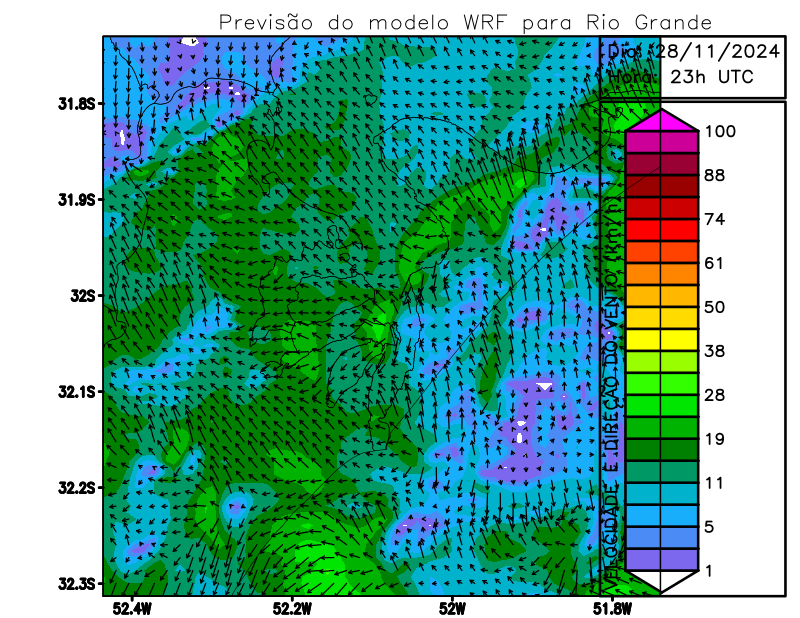 Previsão do modelo WRF para Rio Grande
Dia: 28/11/2024
Hora: 23h UTC
31.8S
31.9S
32S
32.1S
32.2S
32.3S
52.4W
52.2W
52W
51.8W
VELOCIDADE E DIREÇÃO DO VENTO (km/h)
100
88
74
61
50
38
28
19
11
5
1